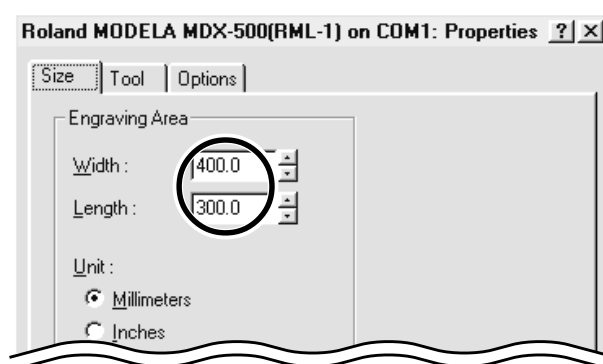 Roland MODELA MDX-500(RML-1) on COM1: Properties ? ×
Size Tool Options
Engraving Area
Width : 400.0
Length : 300.0
Unit :
Millimeters
Inches